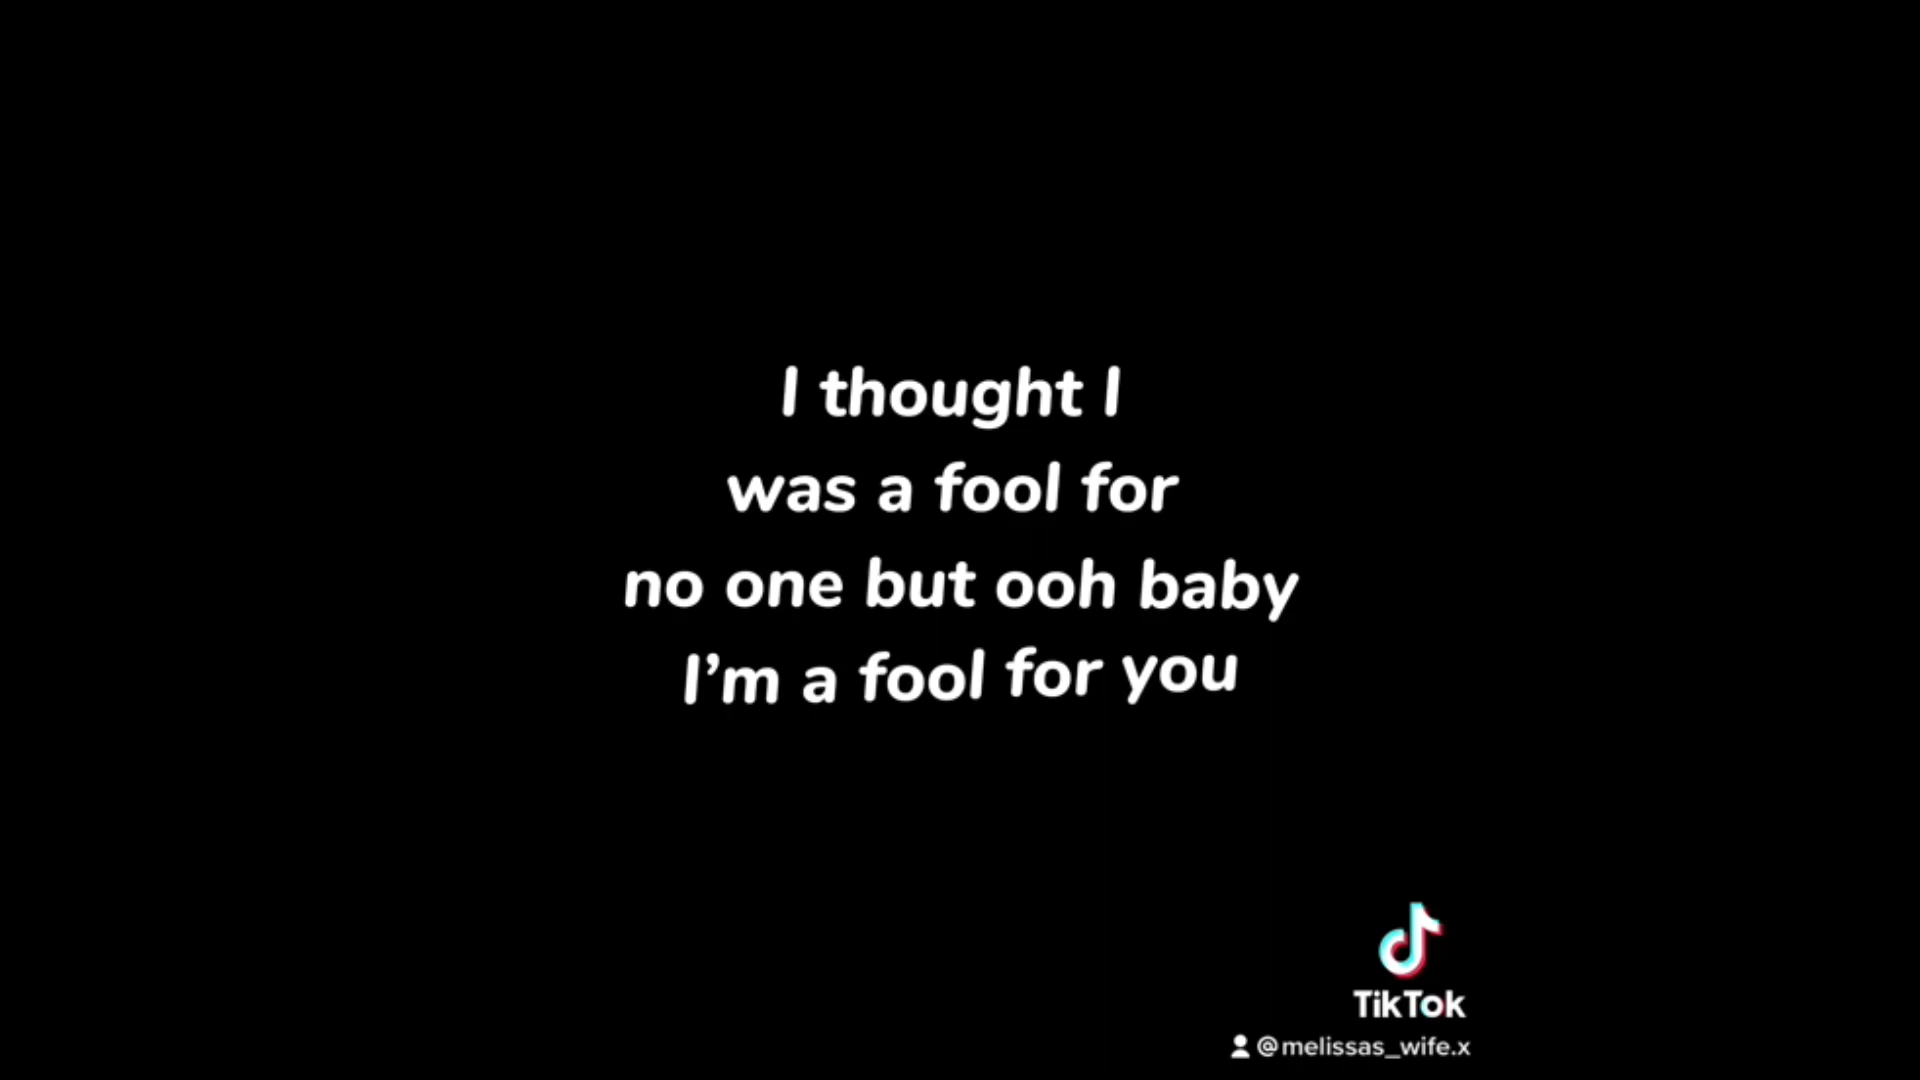 I thought I
was a fool for
no one but ooh baby
I'm a fool for you
TikTok
@melissas_wife.x